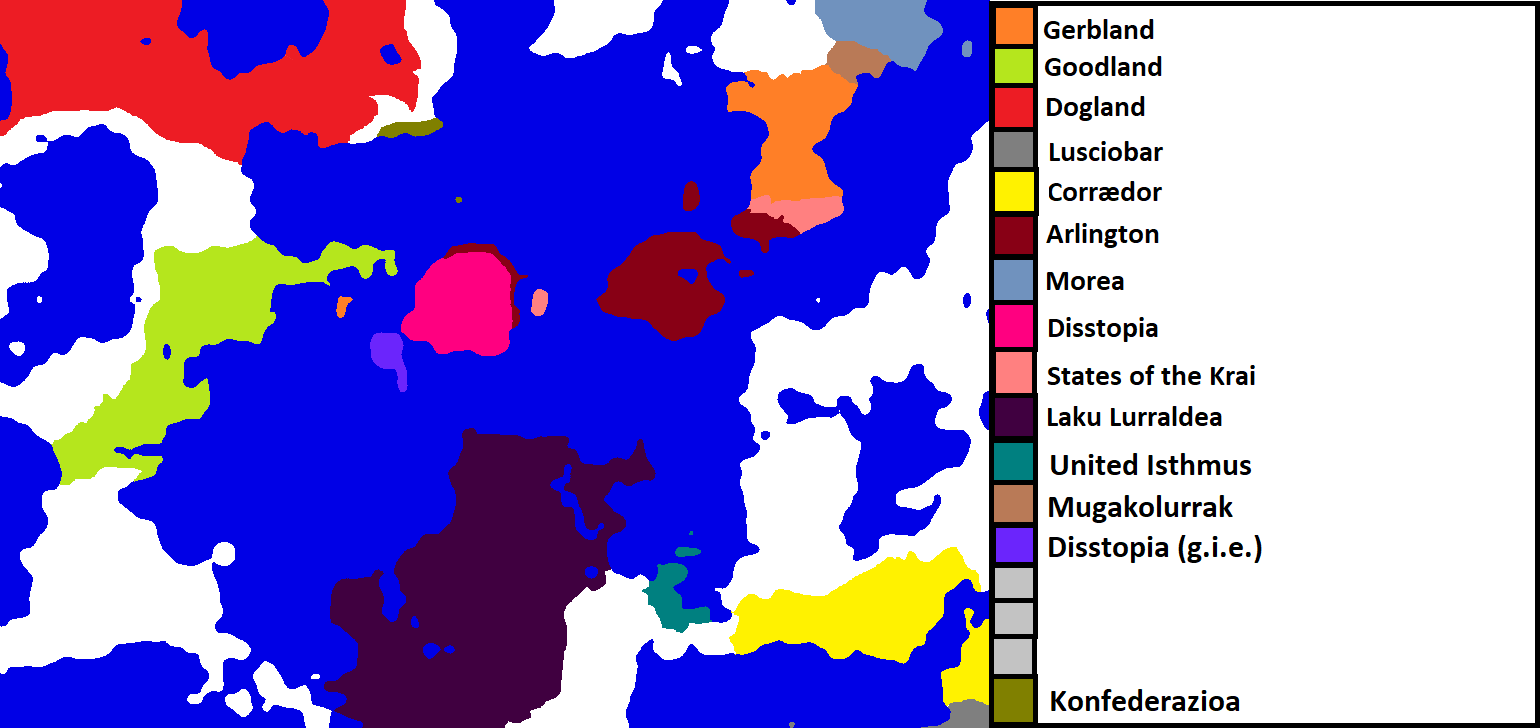 Gerbland
Goodland
Dogland
Lusciobar
Corrædor
Arlington
Morea
Disstopia
States of the Krai
Laku Lurraldea
United Isthmus
Mugakolurrak
Disstopia (g.i.e.)
Konfederazioa